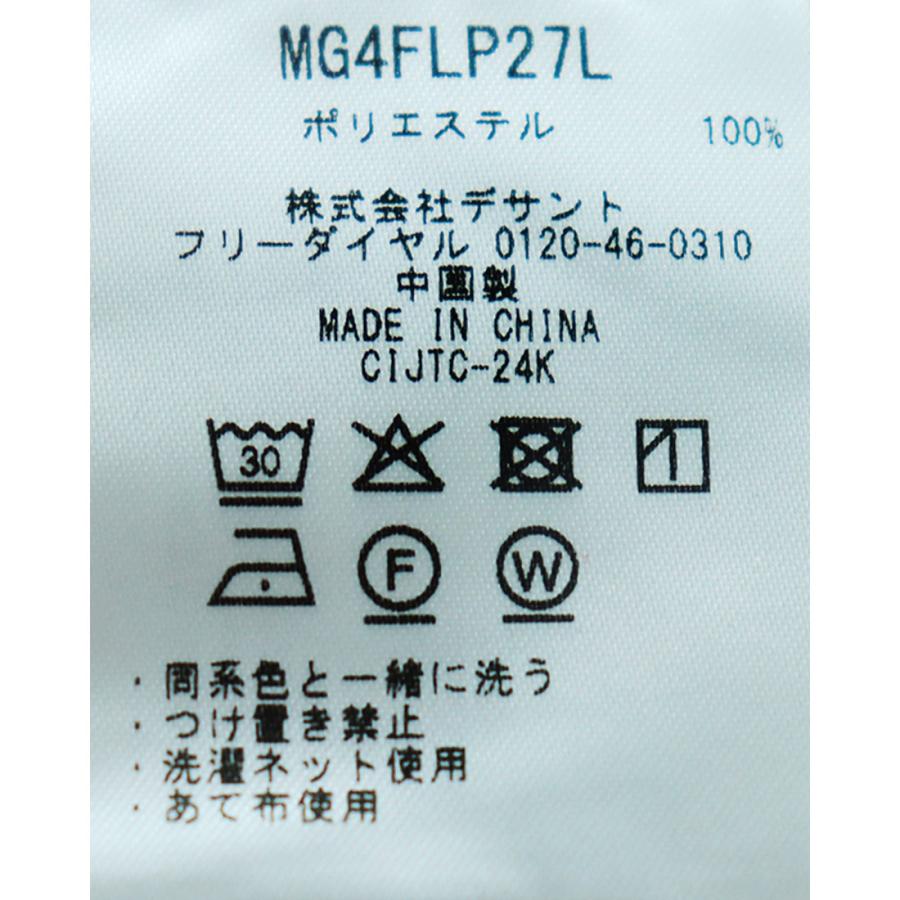 MG4FLP27L
ポリエステル 100%
株式会社デサント
フリーダイヤル 0120-46-0310
中国製
MADE IN CHINA
CIJTC-24K
30
F W
・同系色と一緒に洗う
・つけ置き禁止
・洗濯ネット使用
・あて布使用